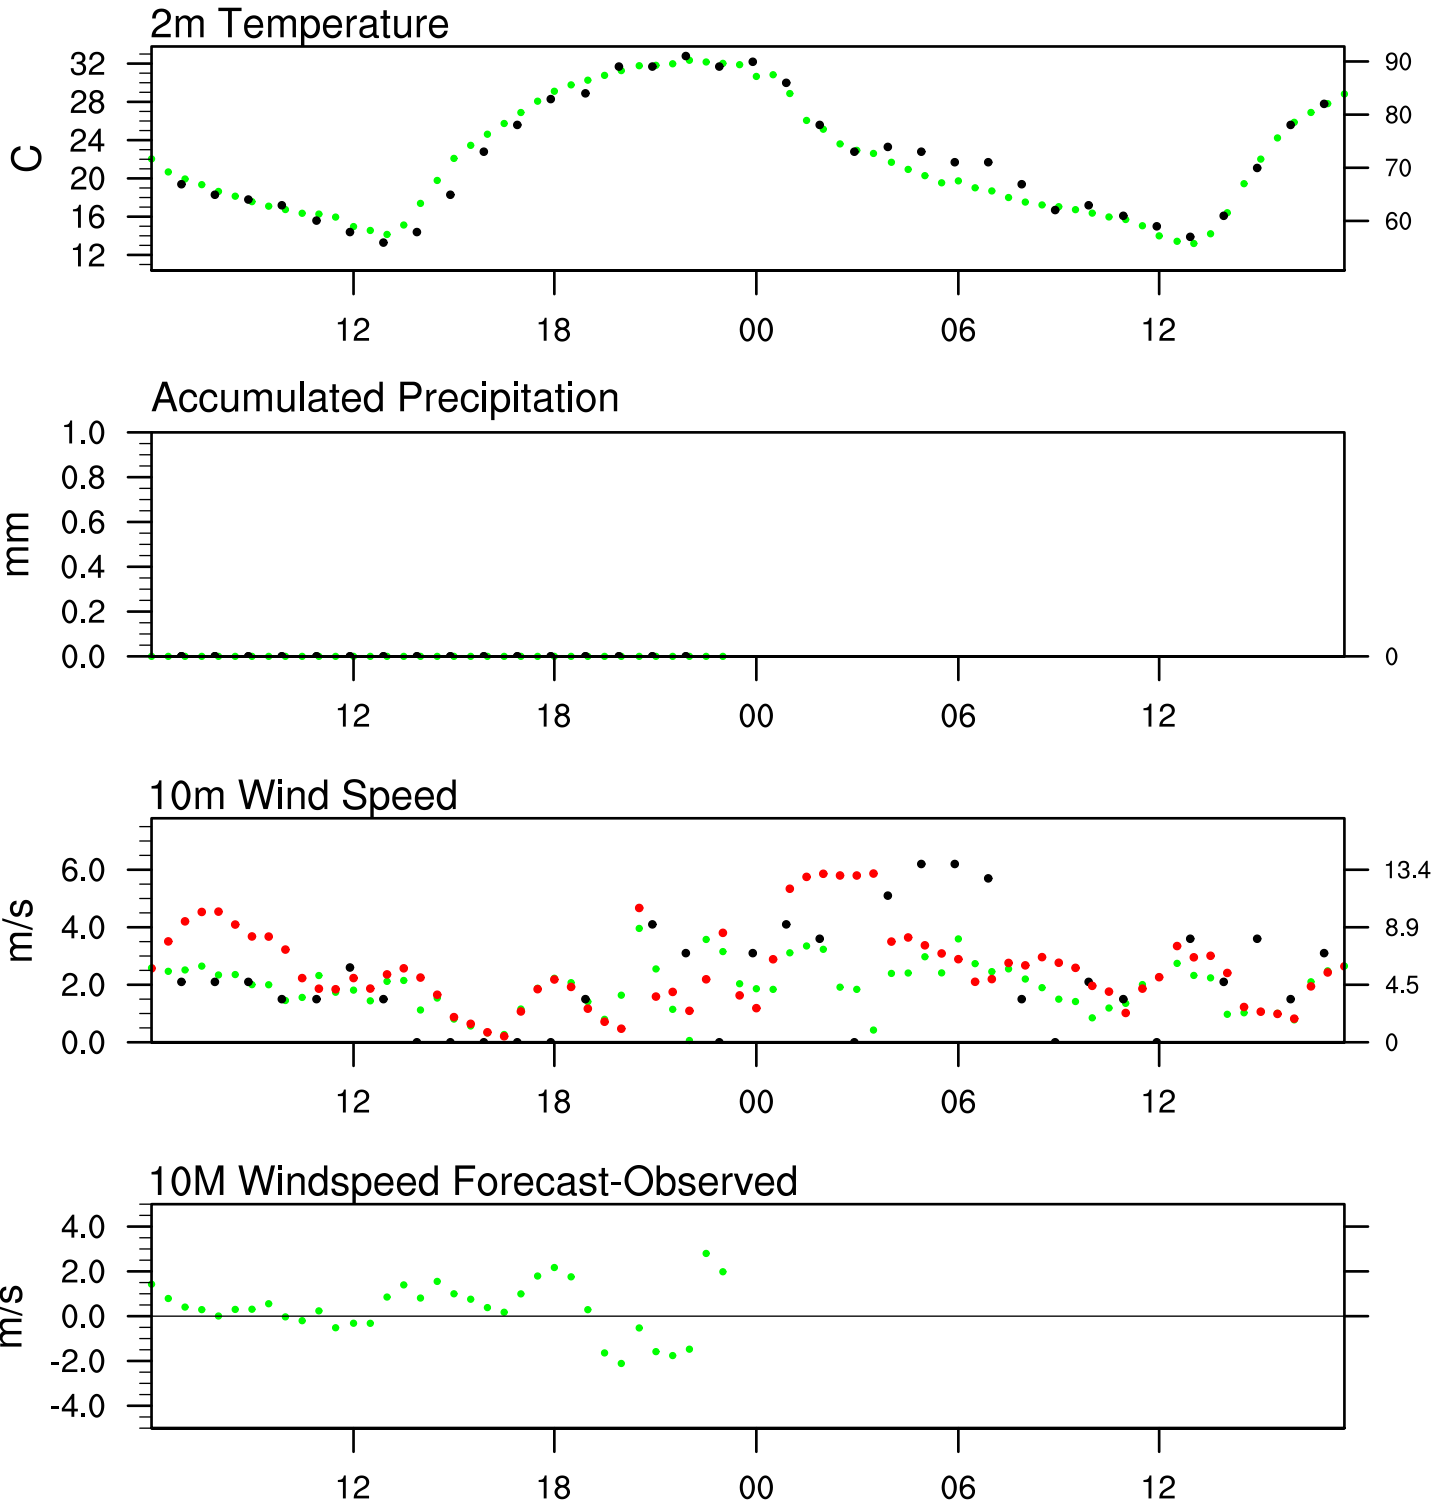 2m Temperature
32
28
24
20
16
12
C
90
80
70
60
12 18 00 06 12
Accumulated Precipitation
1.0
0.8
0.6
0.4
0.2
0.0
mm
0
12 18 00 06 12
10m Wind Speed
6.0
4.0
2.0
0.0
m/s
13.4
8.9
4.5
0
12 18 00 06 12
10M Windspeed Forecast-Observed
4.0
2.0
0.0
-2.0
-4.0
m/s
12 18 00 06 12